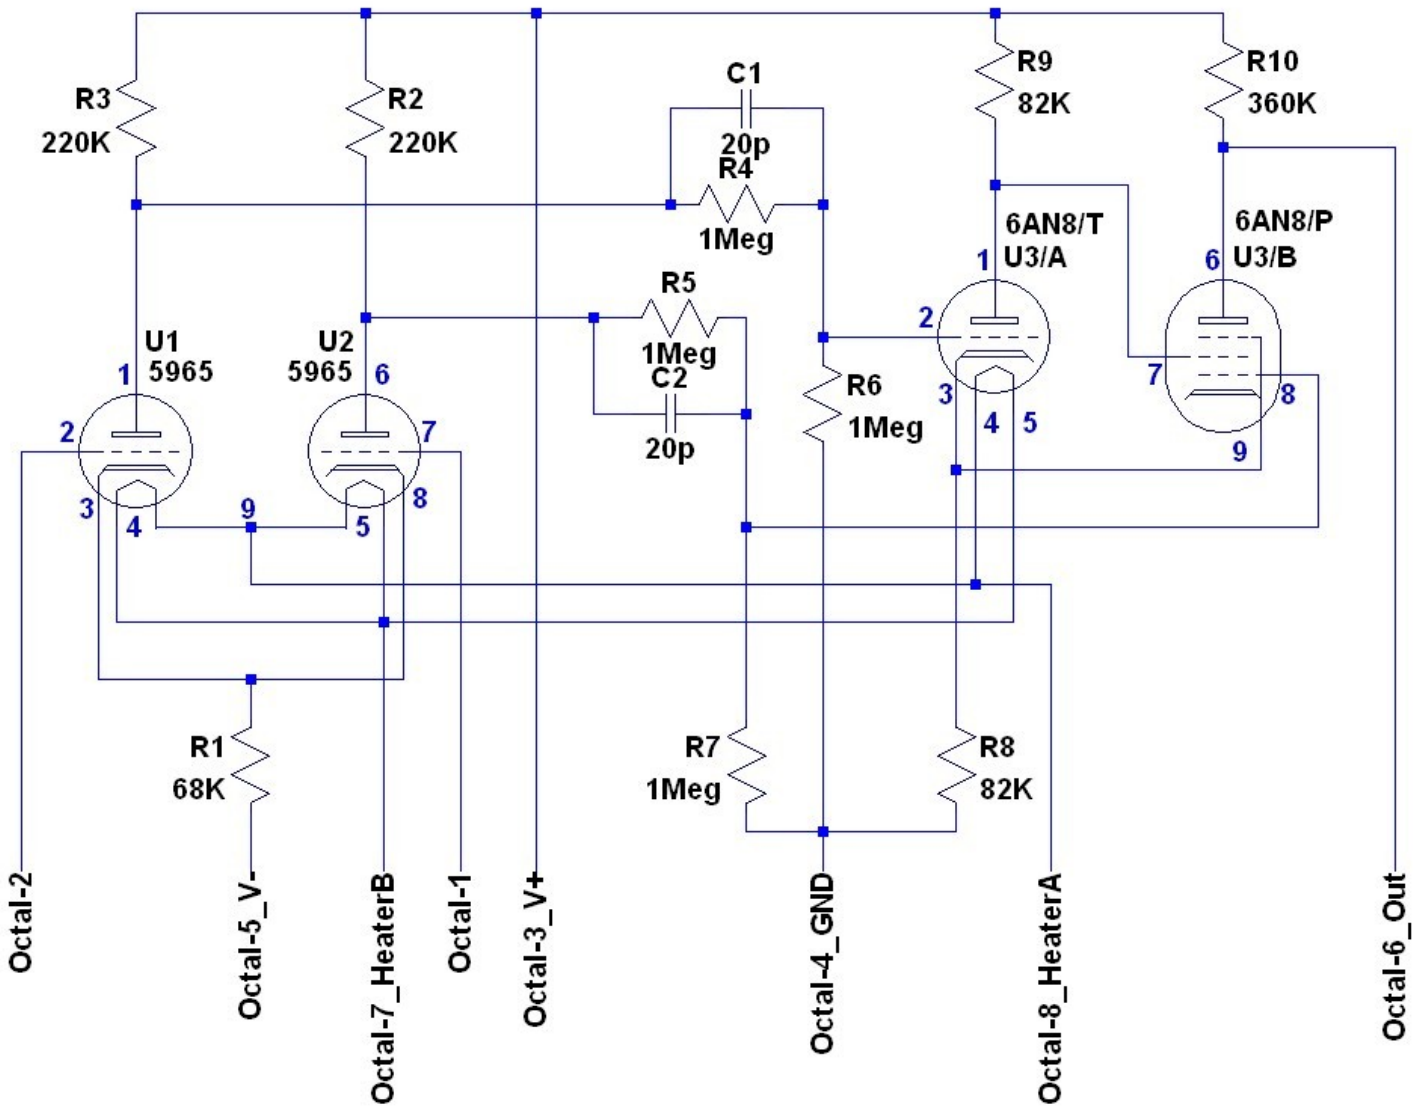 R3
220K
R2
220K
C1
20p
R4
1Meg
R9
82K
R10
360K
6AN8/T
U3/A
1
2
3
4
5
6AN8/P
U3/B
6
7
8
9
R5
1Meg
C2
20p
R6
1Meg
U1
5965
1
2
3
4
9
U2
5965
6
7
8
5
R1
68K
R7
1Meg
R8
82K
Octal-2
Octal-5_V-
Octal-7_HeaterB
Octal-1
Octal-3_V+
Octal-4_GND
Octal-8_HeaterA
Octal-6_Out